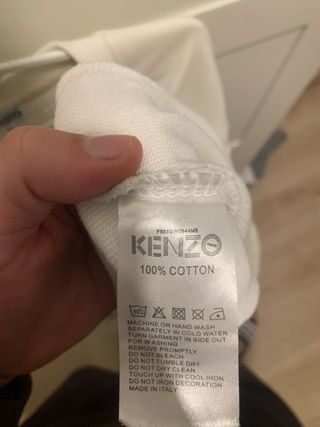 KENZO
100% COTTON
MACHINE OR HAND WASH
SEPARATELY IN COLD WATER
TURN GARMENT IN SIDE OUT
FOR WASHING
REMOVE PROMPTLY
DO NOT BLEACH
DO NOT TUMBLE DRY
DO NOT DRY CLEAN
TOUCH UP WITH COOL IRON
DO NOT IRON DECORATION
MADE IN ITALY